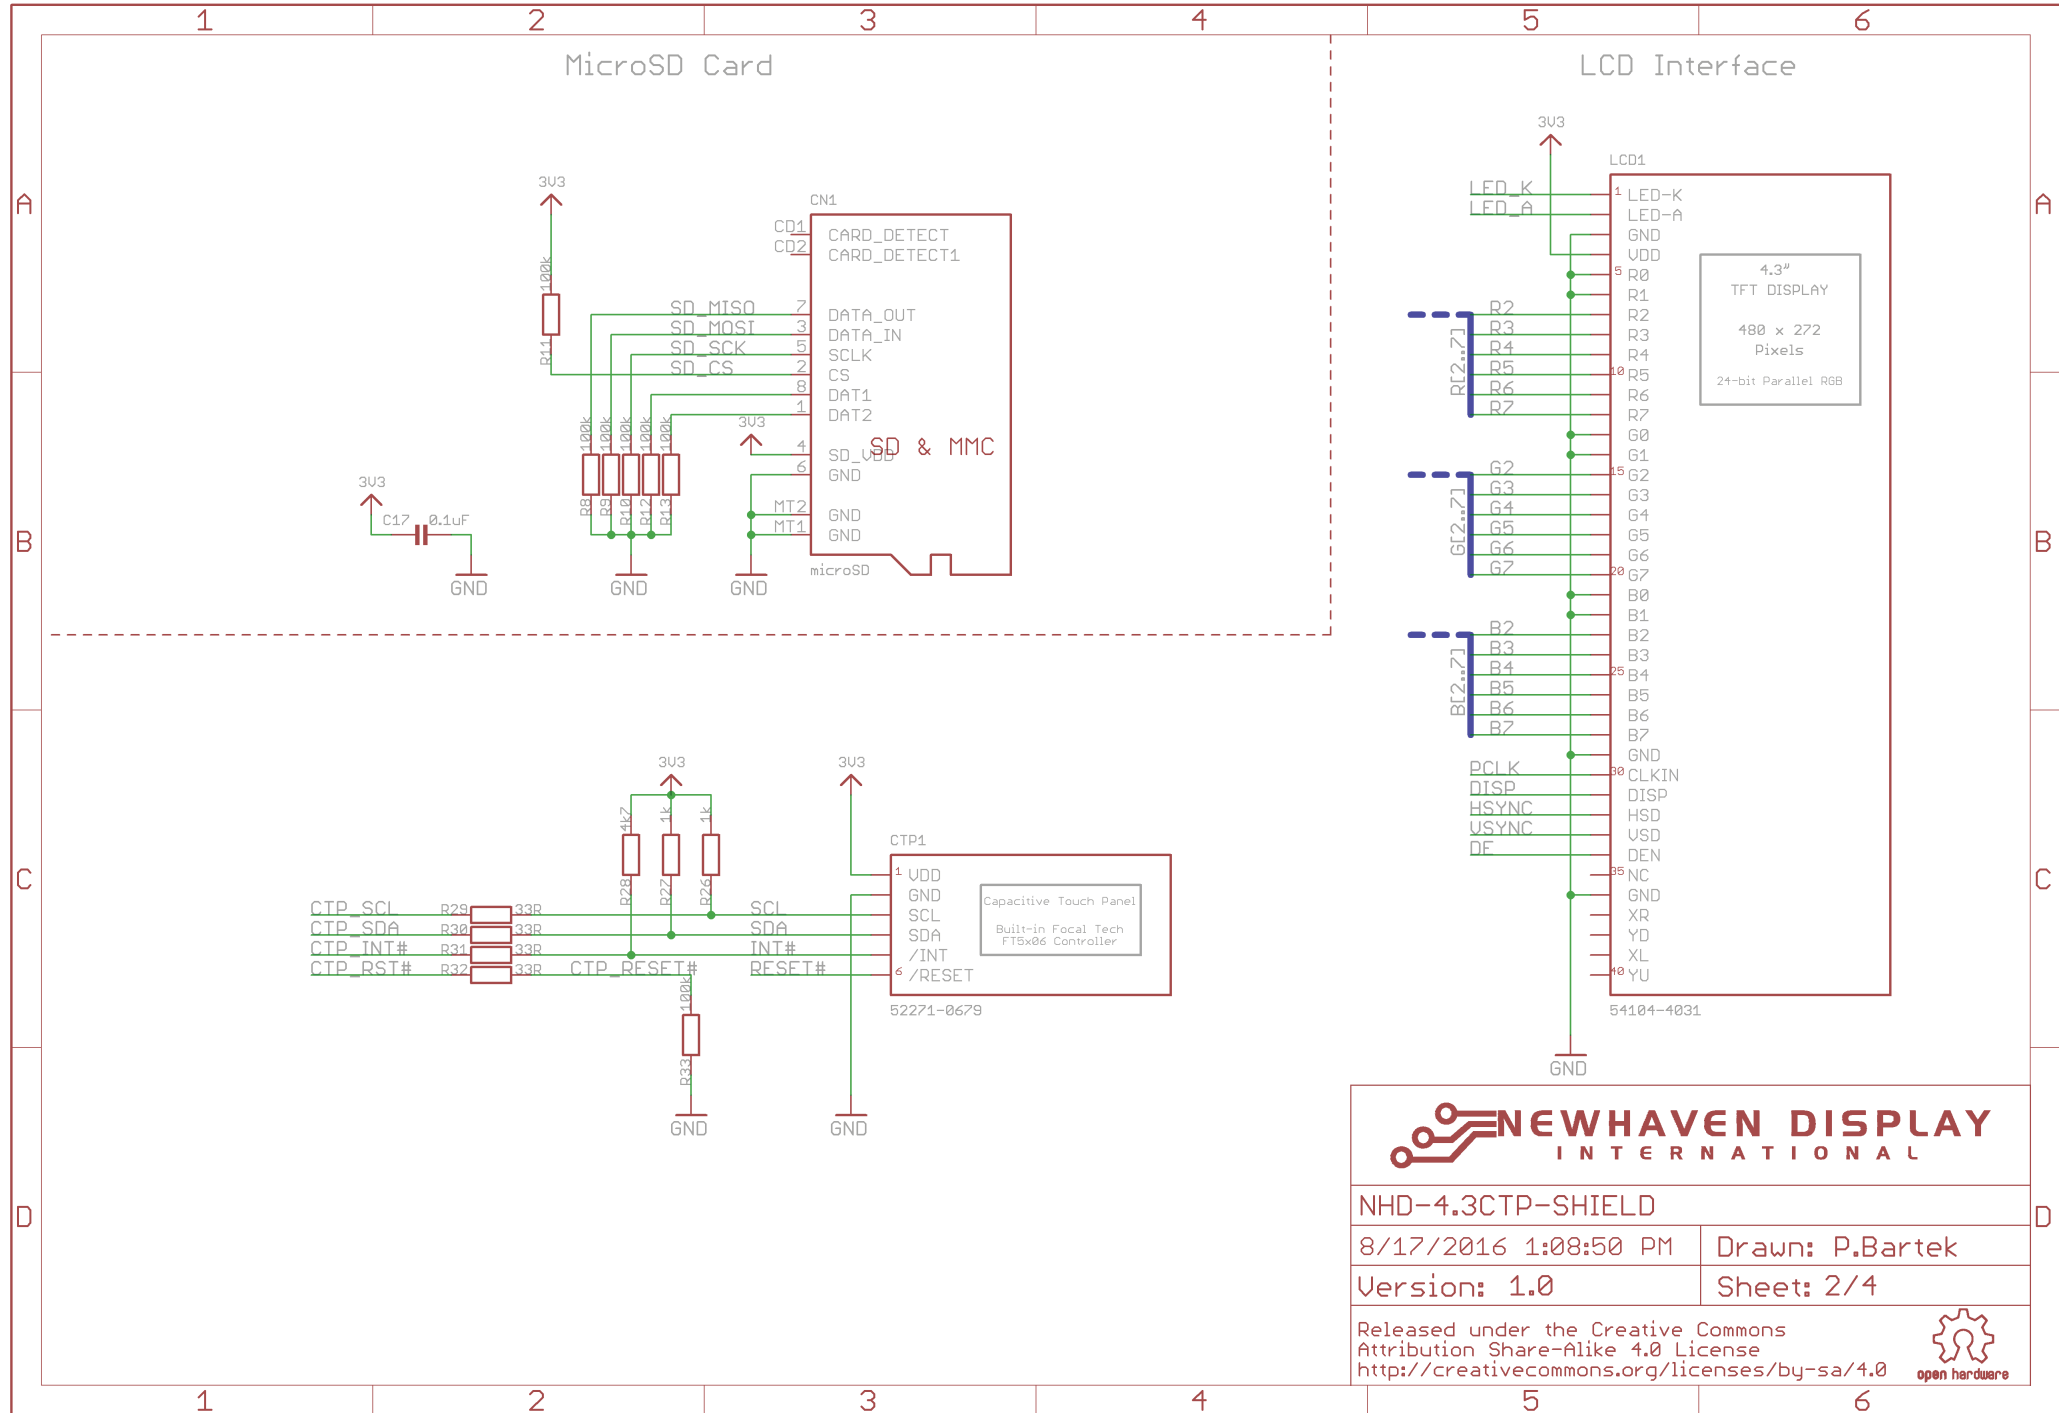 1 2 3 4 5 6
MicroSD Card
LCD Interface
A
A
B
B
C
C
D
D
3V3
100k
R11
CN1
CD1 CARD_DETECT
CD2 CARD_DETECT1
SD_MISO 7 DATA_OUT
SD_MOSI 3 DATA_IN
SD_SCK 5 SCLK
SD_CS 2 CS
8 DAT1
1 DAT2
3V3
4 SD_VDD
SD & MMC
6 GND
MT2 GND
MT1 GND
microSD
GND
100k 100k 100k 100k 100k
R8 R9 R10 R12 R13
GND
3V3
C17 0.1uF
GND
3V3
LCD1
LED_K 1 LED-K
LED_A LED-A
GND
VDD
5 R0
R1
R2 R2
R3 R3
R4 R4
R5 10 R5
R6 R6
R7 R7
R[2..7]
G0
G1
G2 15 G2
G3 G3
G4 G4
G5 G5
G6 G6
G7 20 G7
G[2..7]
B0
B1
B2 B2
B3 B3
B4 25 B4
B5 B5
B6 B6
B7 B7
B[2..7]
GND
PCLK 30 CLKIN
DISP DISP
HSYNC HSD
VSYNC VSD
DE DEN
35 NC
GND
XR
YD
XL
40 YU
54104-4031
GND
4.3"
TFT DISPLAY
480 x 272
Pixels
24-bit Parallel RGB
3V3
4k7 1k 1k
R28 R27 R26
3V3
CTP1
1 VDD
GND
CTP_SCL R29 33R SCL SCL
CTP_SDA R30 33R SDA SDA
CTP_INT# R31 33R INT# /INT
CTP_RST# R32 33R CTP_RESET# RESET# 6 /RESET
52271-0679
Capacitive Touch Panel
Built-in Focal Tech
FT5x06 Controller
100k
R33
GND
GND
NEWHAVEN DISPLAY
INTERNATIONAL
NHD-4.3CTP-SHIELD
8/17/2016 1:08:50 PM
Drawn: P.Bartek
Version: 1.0
Sheet: 2/4
Released under the Creative Commons
Attribution Share-Alike 4.0 License
http://creativecommons.org/licenses/by-sa/4.0
open hardware
1 2 3 4 5 6